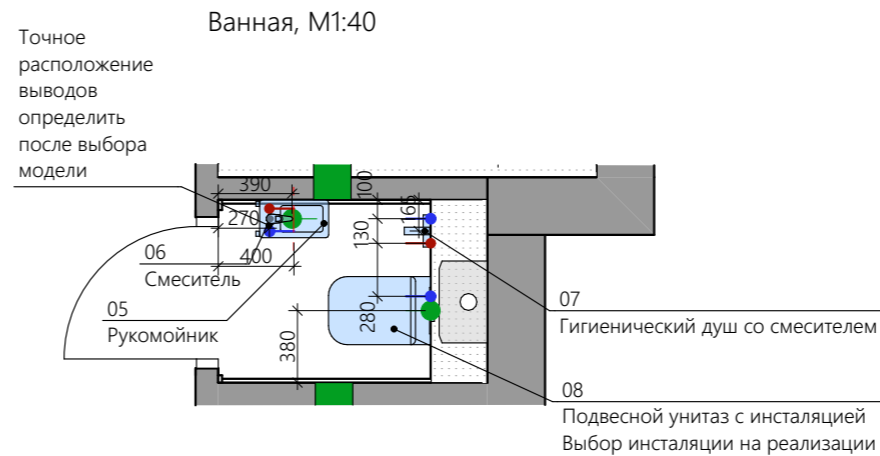 Ванная, М1:40
Точное
расположение
выводов
определить
после выбора
модели
390
100
165
270
130
400
06
Смеситель
05
Рукомойник
280
380
07
Гигиенический душ со смесителем
08
Подвесной унитаз с инсталяцией
Выбор инсталяции на реализации